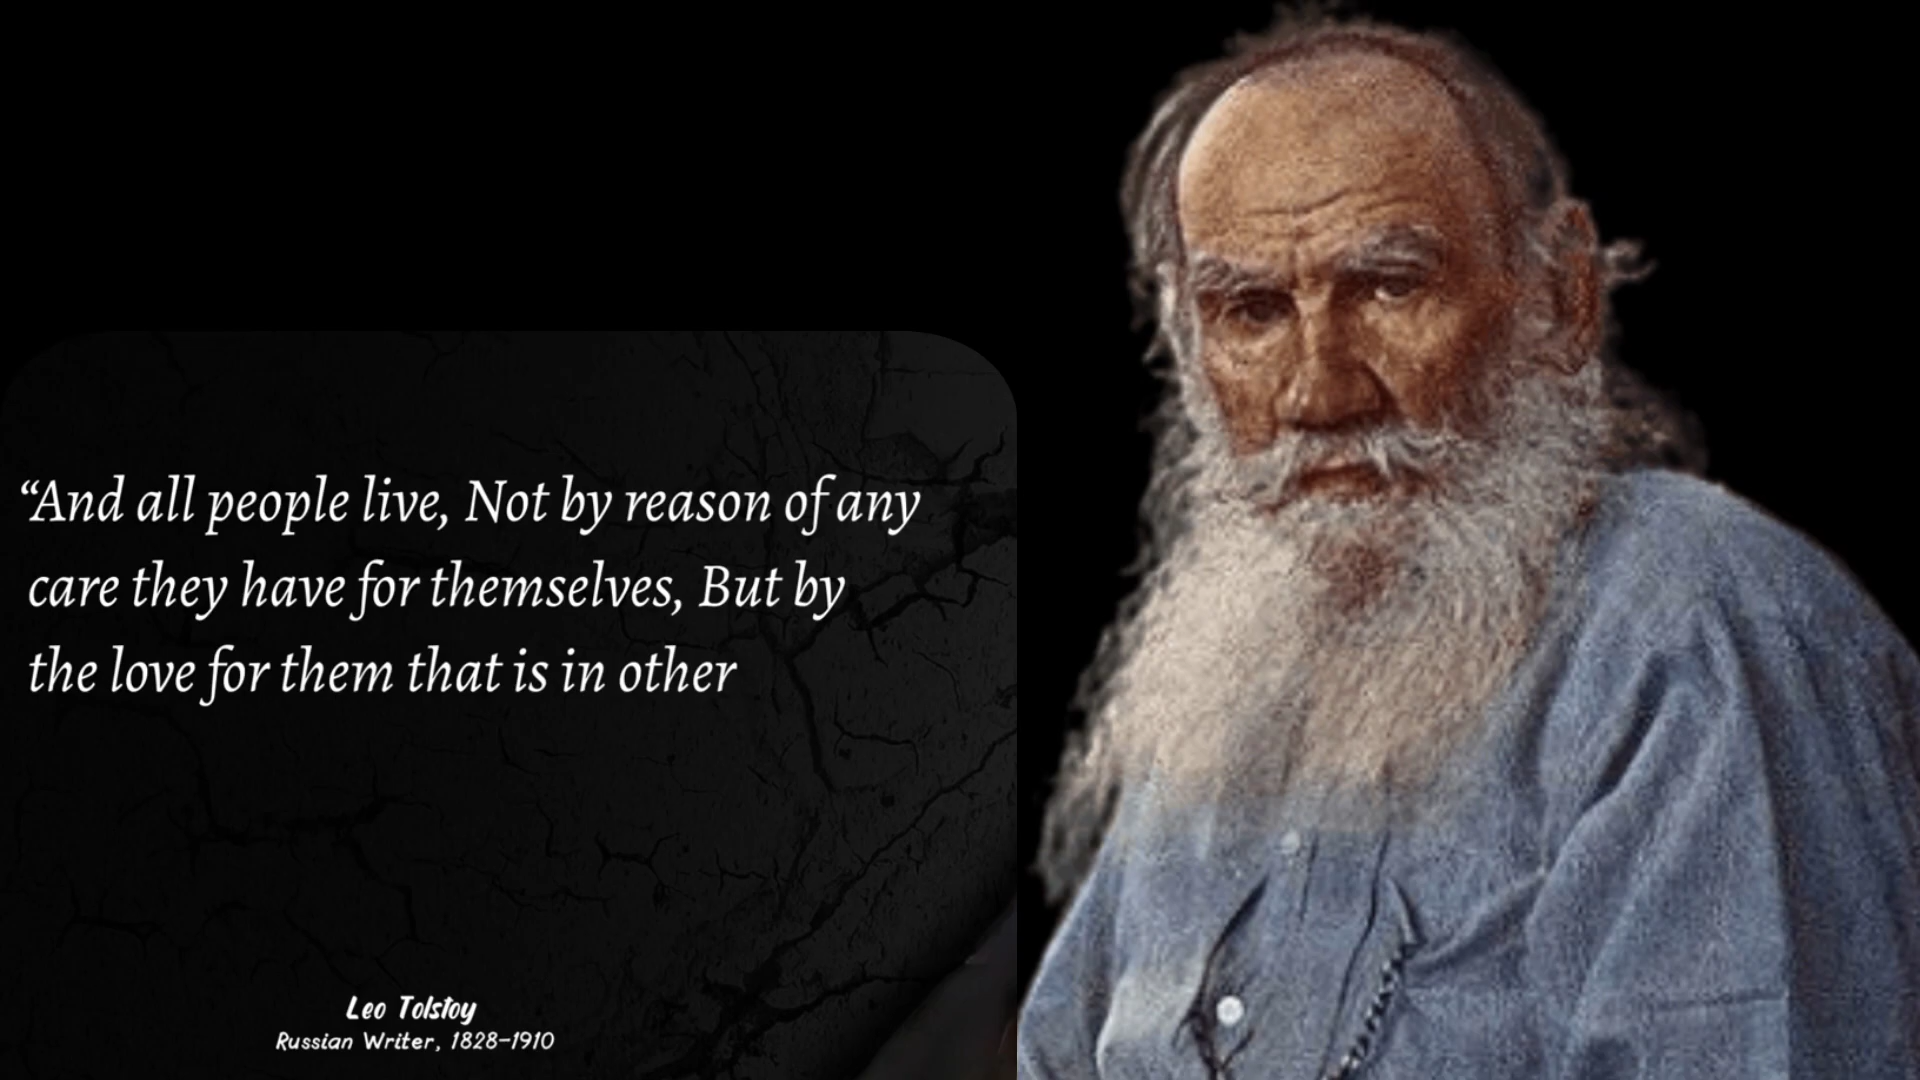 “And all people live, Not by reason of any
care they have for themselves, But by
the love for them that is in other
Leo Tolstoy
Russian Writer, 1828-1910